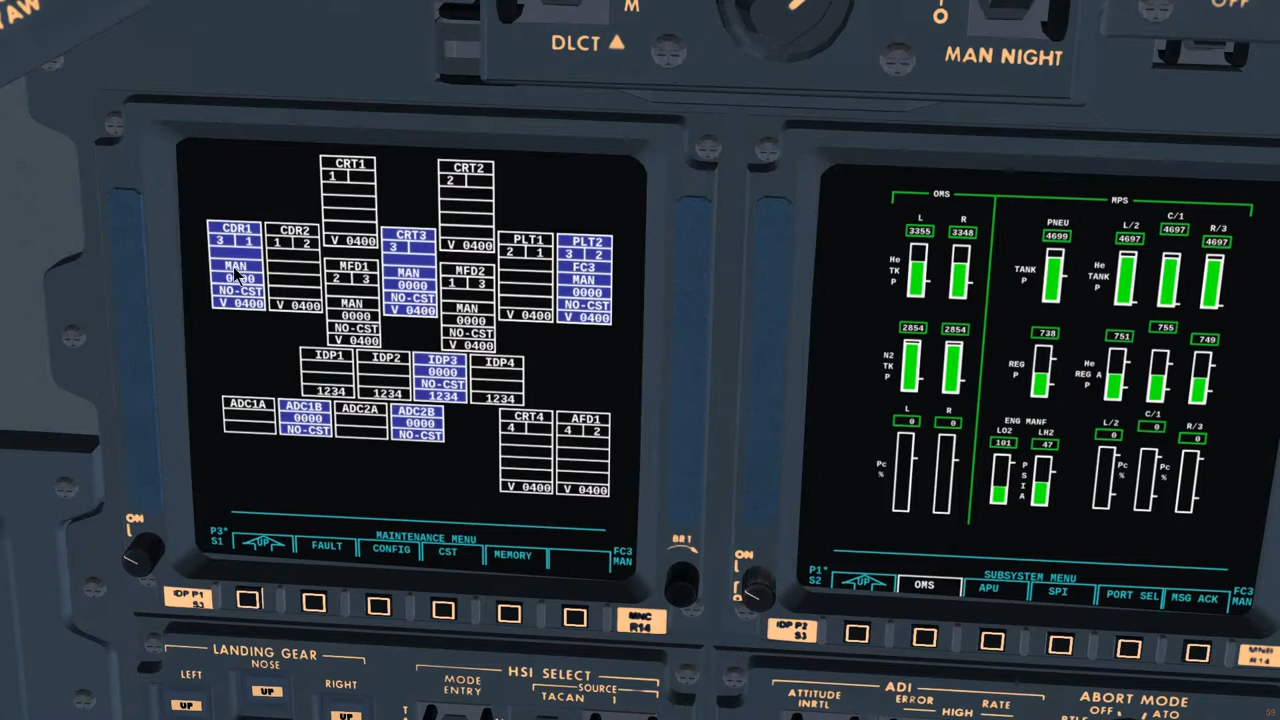 YAW
M
DLCT
O
MAN NIGHT
OFF
CRT1
1
V 0400
CRT2
2
V 0400
CDR1
3 1
MAN
NO-CST
V 0400
CDR2
1 2
V 0400
CRT3
3
MAN
0000
NO-CST
V 0400
PLT1
2 1
V 0400
PLT2
3 2
FC3
MAN
0000
NO-CST
V 0400
MFD1
2 3
MAN
0000
NO-CST
V 0400
MFD2
1 3
MAN
0000
NO-CST
V 0400
IDP1
1234
IDP2
1234
IDP3
0000
NO-CST
1234
IDP4
1234
ADC1A
ADC1B
0000
NO-CST
ADC2A
ADC2B
0000
NO-CST
CRT4
4
V 0400
AFD1
4 2
V 0400
P3*
S1
MAINTENANCE MENU
UP
FAULT
CONFIG
CST
MEMORY
FC3
MAN
OMS
MPS
L
R
3355
3348
He
TK
P
PNEU
4699
TANK
P
L/2
C/1
R/3
4697
4697
4697
He
TANK
P
2854
2854
N2
TK
P
738
REG
P
751
755
749
He
REG A
P
L
R
0
0
Pc
%
ENG MANF
LO2
LH2
101
47
P
S
I
A
L/2
C/1
R/3
0
0
0
Pc
%
Pc
%
P1*
S2
SUBSYSTEM MENU
UP
OMS
APU
SPI
PORT SEL
MSG ACK
FC3
MAN
ON
BRT
ON
IDP P1
S3
MNC
R14
IDP P2
S3
MNB
R14
LANDING GEAR
LEFT
NOSE
RIGHT
UP
UP
UP
HSI SELECT
MODE
ENTRY
SOURCE
TACAN
ADI
ATTITUDE
INRTL
ERROR
RATE
HIGH
ABORT MODE
OFF
ATO
59